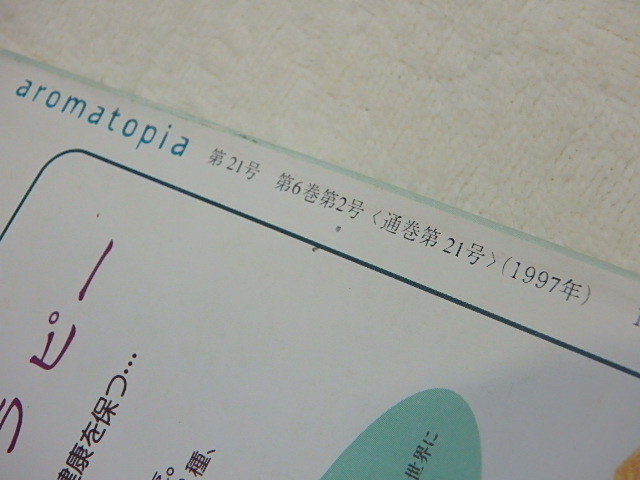 aromatopia 第21号 第6巻第2号〈通巻第21号〉(1997年)
ラピー
健康を保つ…
種、
世界に